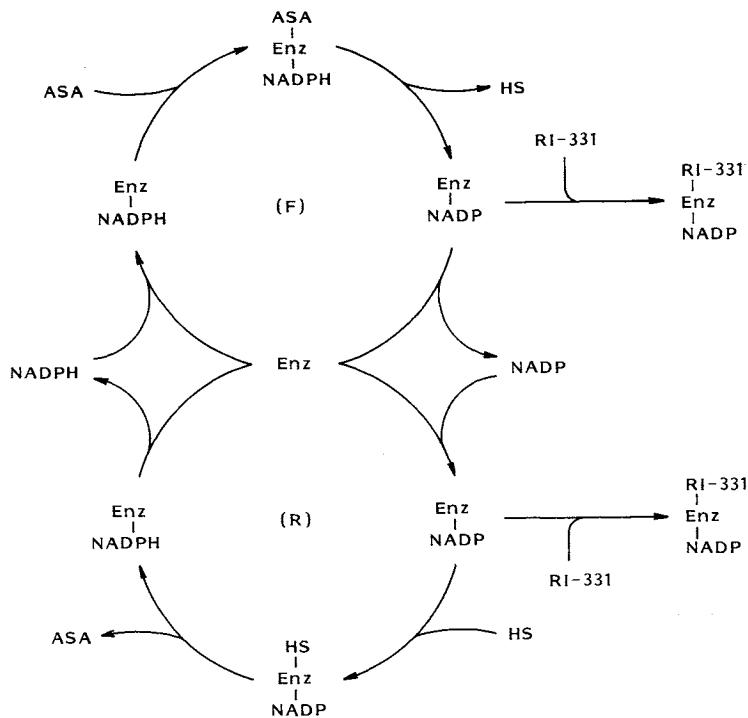 ASA
Enz
NADPH
ASA
HS
RI-331
RI-331
Enz
NADP
Enz
NADPH
(F)
Enz
NADP
NADPH
Enz
NADP
Enz
NADPH
(R)
Enz
NADP
RI-331
Enz
NADP
RI-331
ASA
HS
HS
Enz
NADP